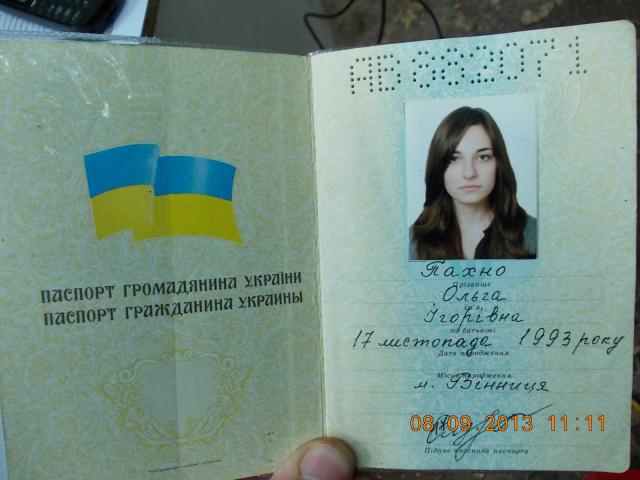 ПАСПОРТ ГРОМАДЯНИНА УКРАЇНИ
ПАСПОРТ ГРАЖДАНИНА УКРАИНЫ
АВ 882071
Пахно
Прізвище
Ольга
Ім'я
Ігорівна
по батькові
17 листопада 1993 року
Дата народження
Місце народження
м. Вінниця
08.09.2013 11:11
Підпис власника паспорта